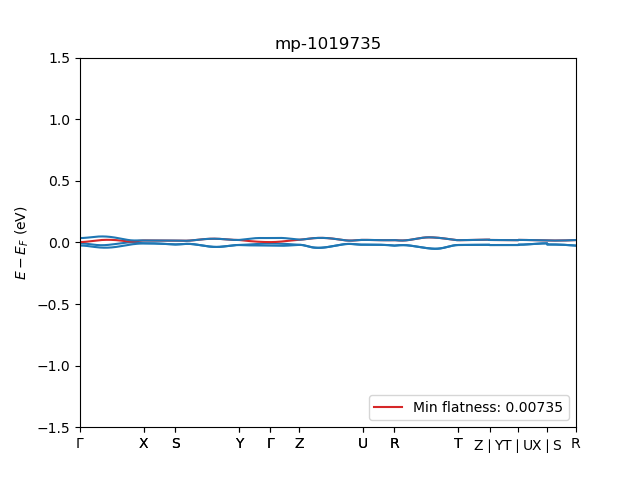 mp-1019735
1.5
1.0
0.5
0.0
−0.5
−1.0
−1.5
E − E_F (eV)
Min flatness: 0.00735
Γ X S Y Γ Z U R T Z | YT | UX | S R